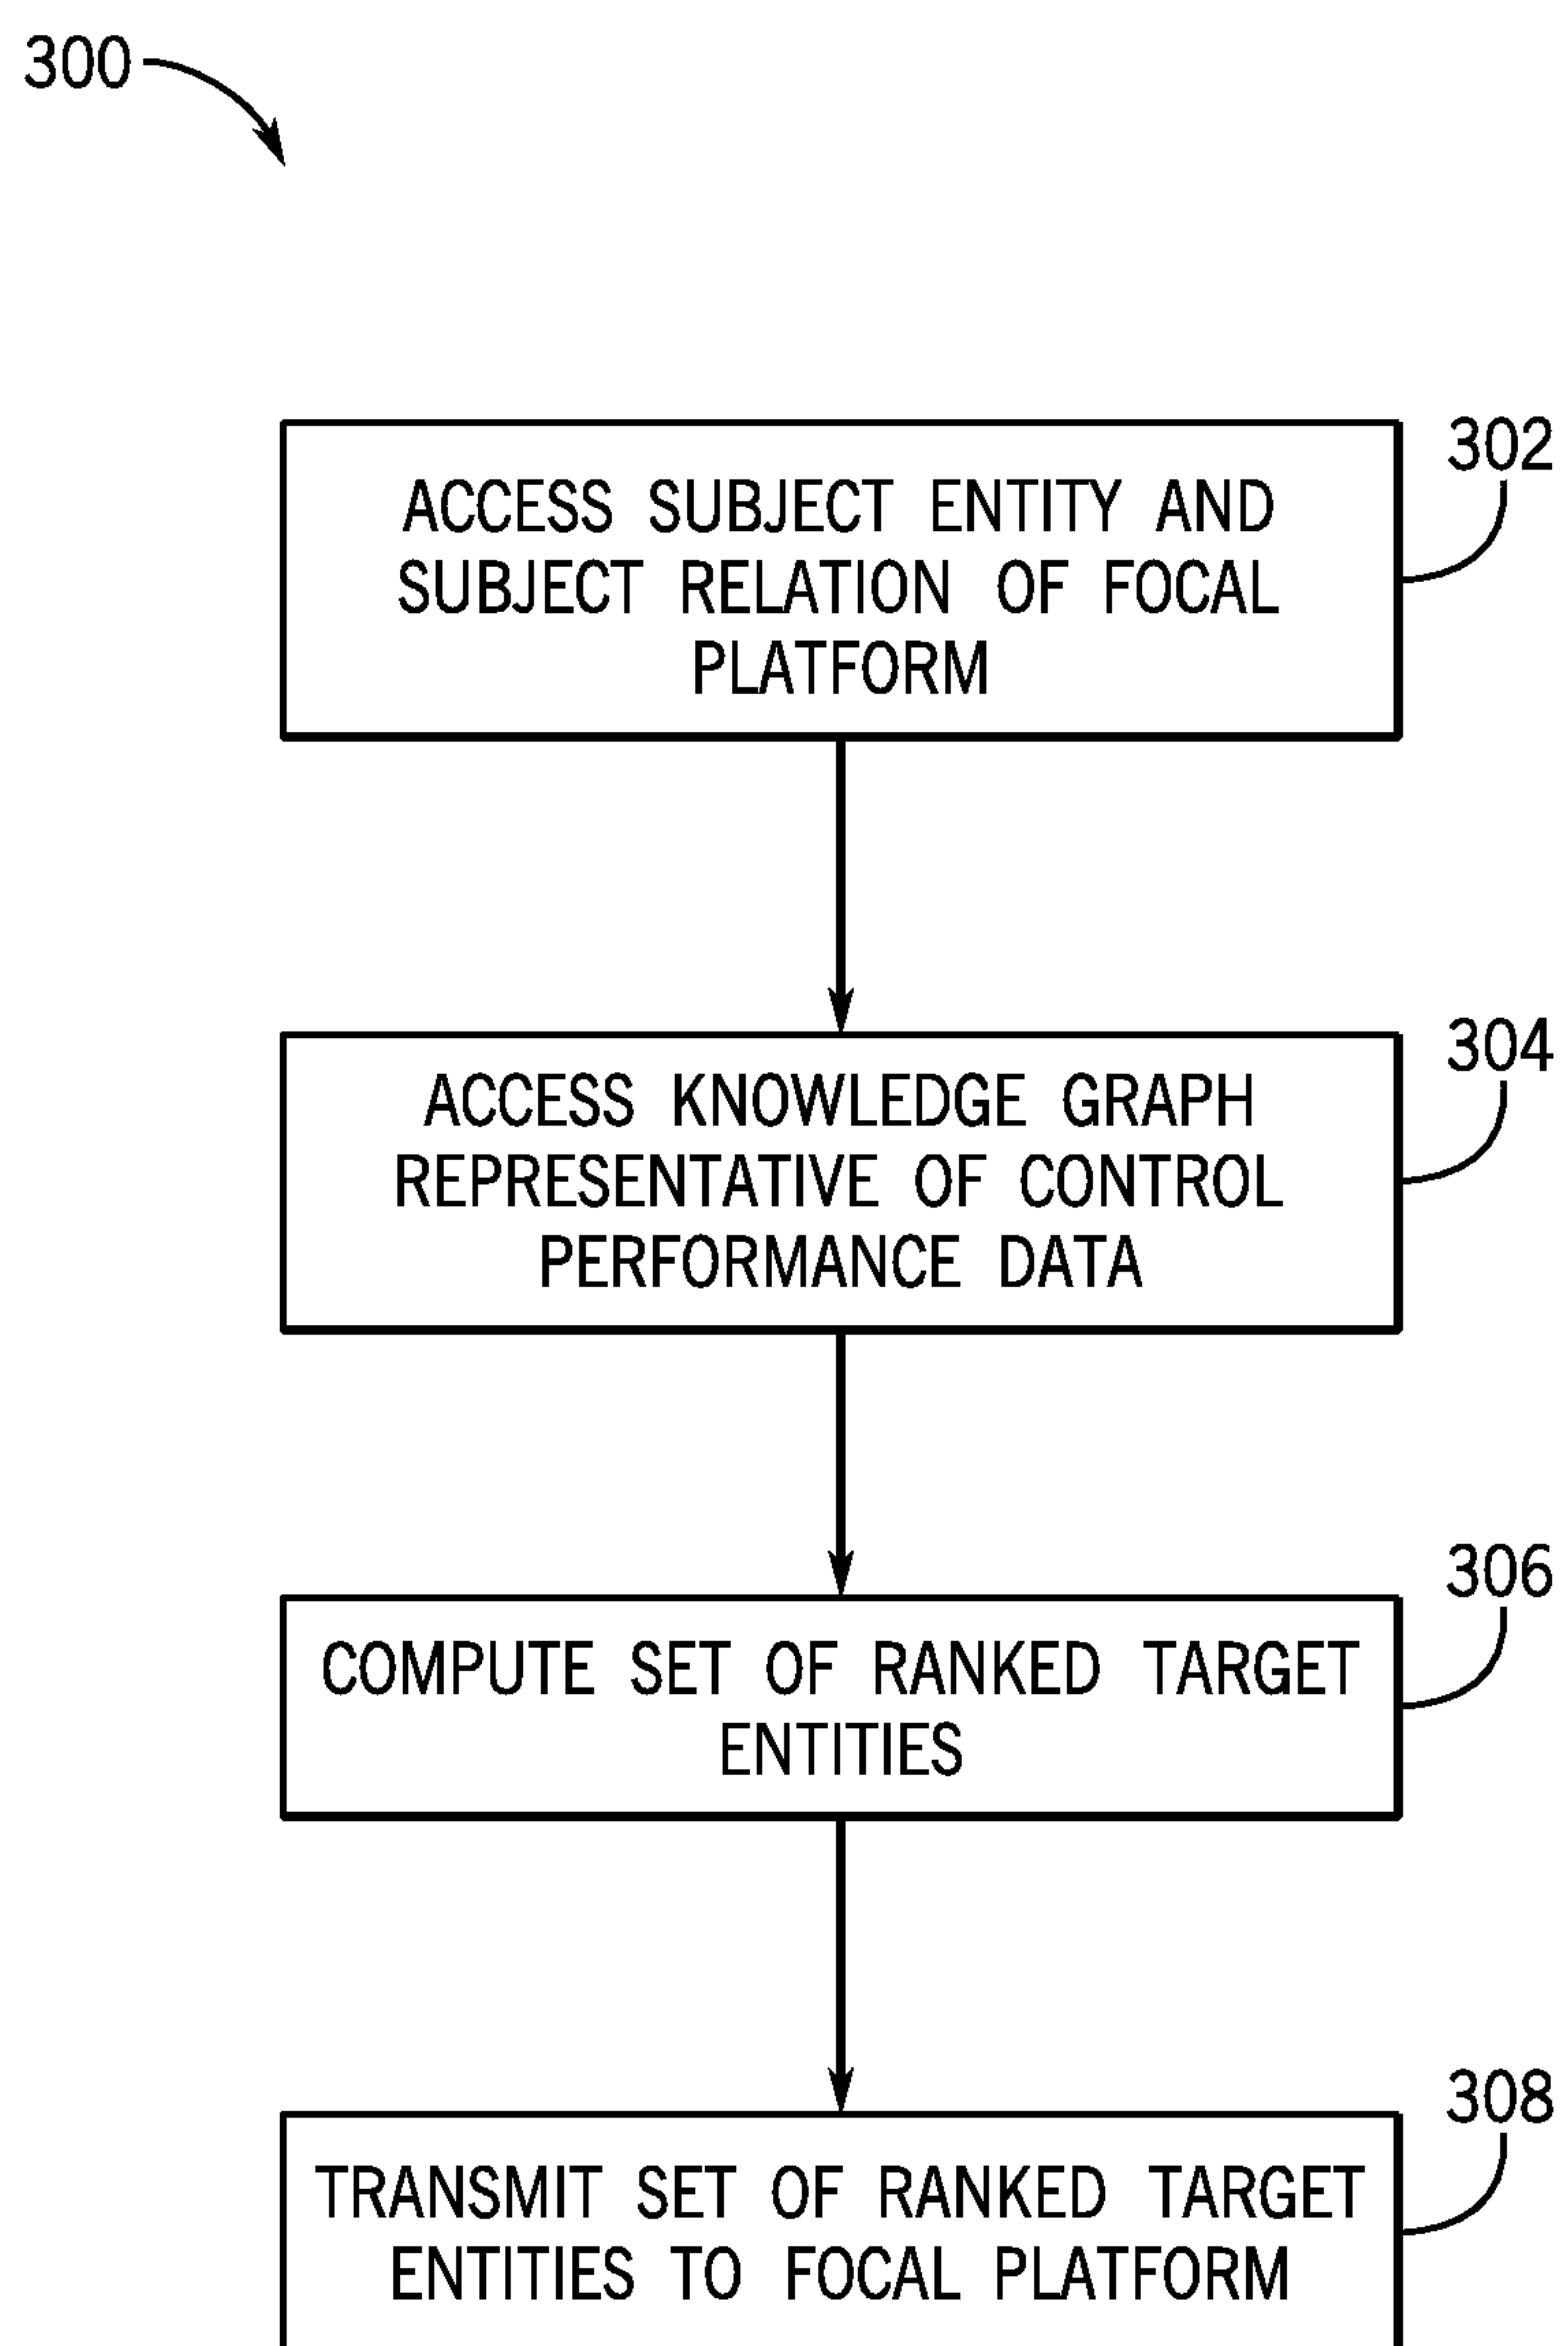 300
302
ACCESS SUBJECT ENTITY AND
SUBJECT RELATION OF FOCAL
PLATFORM
304
ACCESS KNOWLEDGE GRAPH
REPRESENTATIVE OF CONTROL
PERFORMANCE DATA
306
COMPUTE SET OF RANKED TARGET
ENTITIES
308
TRANSMIT SET OF RANKED TARGET
ENTITIES TO FOCAL PLATFORM